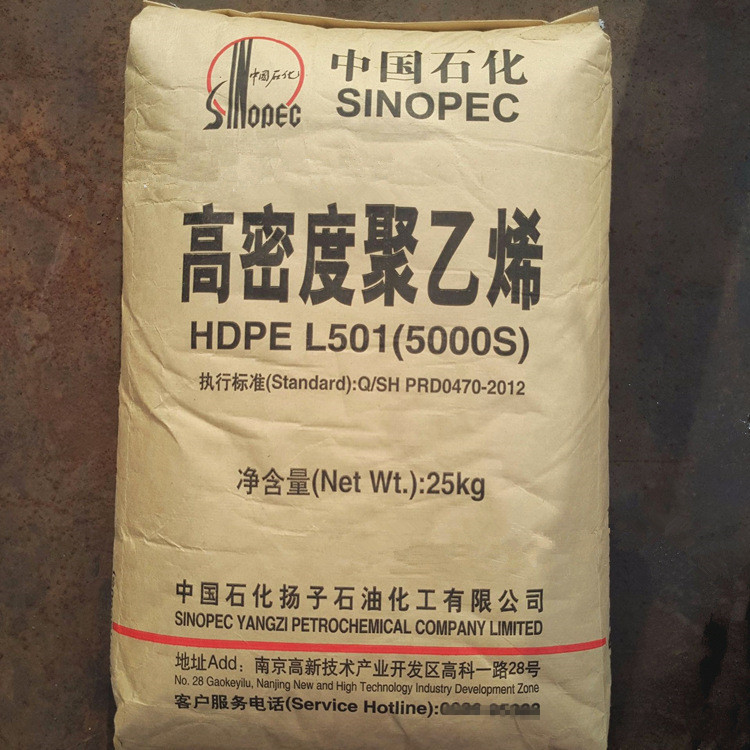 中国石化
SINOPEC
中国石化
SINOPEC
高密度聚乙烯
HDPE L501(5000S)
执行标准(Standard):Q/SH PRD0470-2012
净含量(Net Wt.):25kg
中国石化扬子石油化工有限公司
SINOPEC YANGZI PETROCHEMICAL COMPANY LIMITED
地址Add：南京高新技术产业开发区高科一路28号
No. 28 Gaokeyilu, Nanjing New and High Technology Industry Development Zone
客户服务电话(Service Hotline):